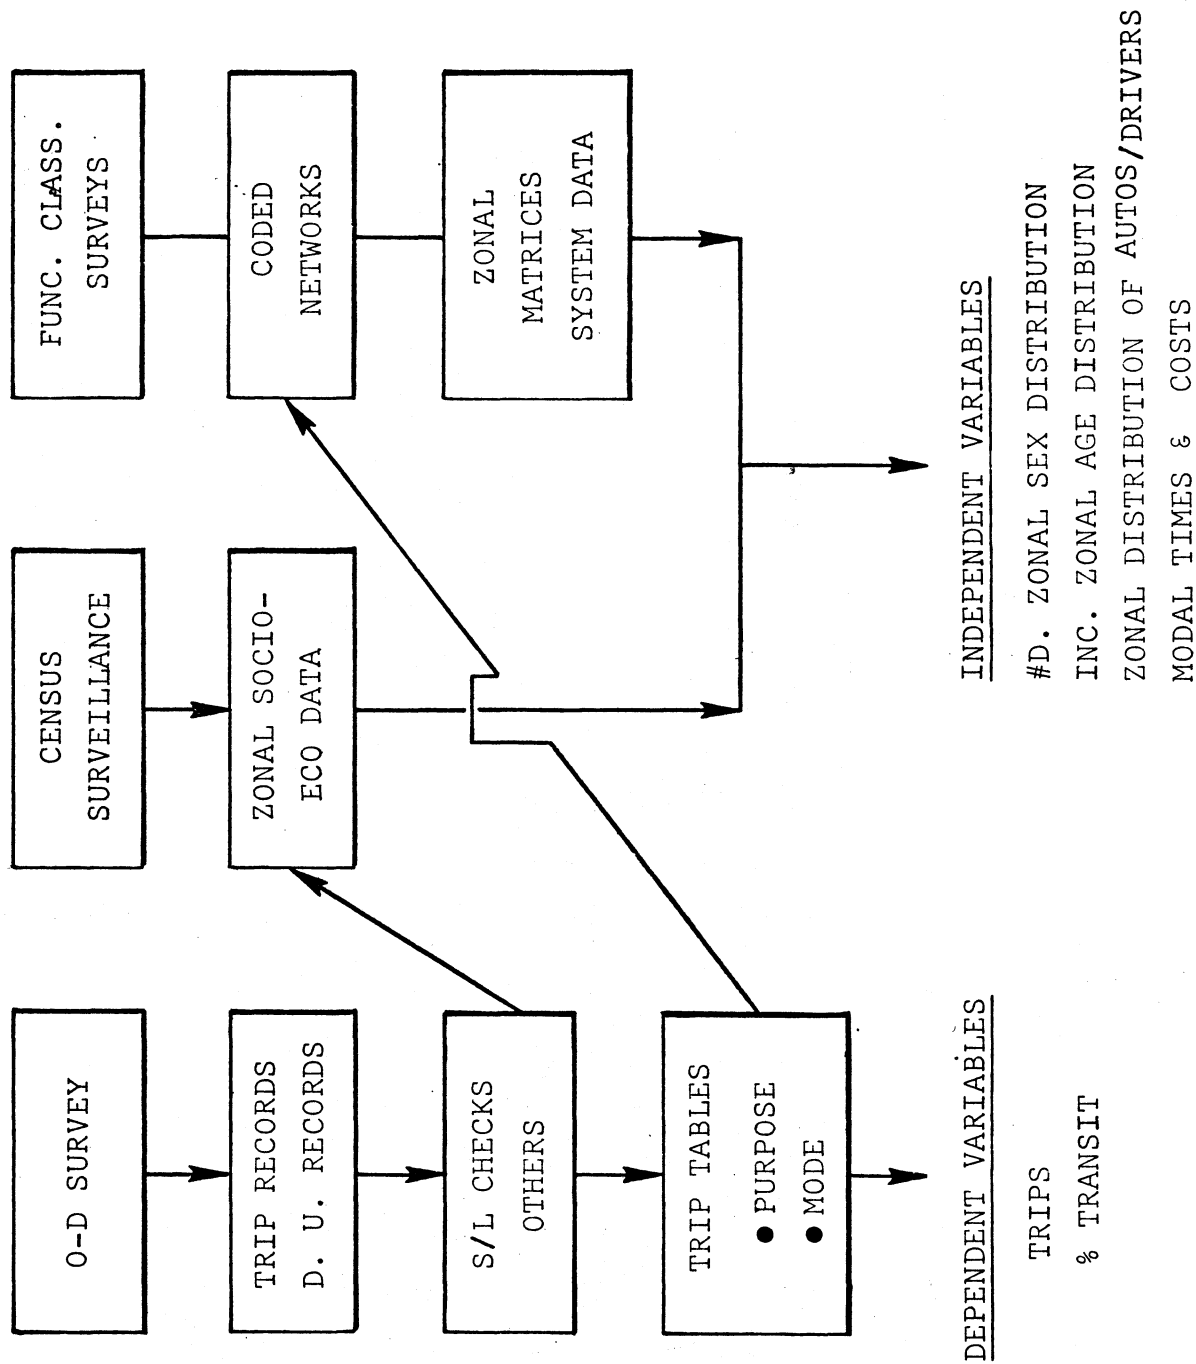 O-D SURVEY
TRIP RECORDS
D. U. RECORDS
S/L CHECKS
OTHERS
TRIP TABLES
● PURPOSE
● MODE
DEPENDENT VARIABLES
TRIPS
% TRANSIT
CENSUS
SURVEILLANCE
ZONAL SOCIO-
ECO DATA
FUNC. CLASS.
SURVEYS
CODED
NETWORKS
ZONAL
MATRICES
SYSTEM DATA
INDEPENDENT VARIABLES
#D. ZONAL SEX DISTRIBUTION
INC. ZONAL AGE DISTRIBUTION
ZONAL DISTRIBUTION OF AUTOS/DRIVERS
MODAL TIMES & COSTS